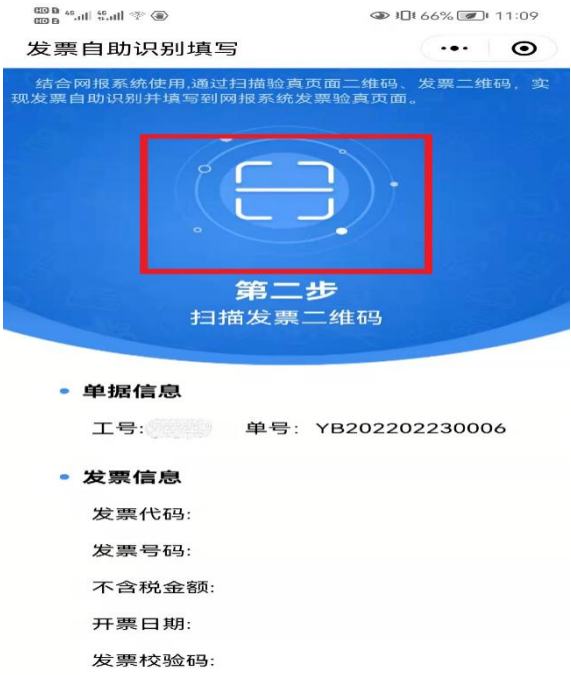 HD B 4G 4G 66% 11:09
HD B
发票自助识别填写
结合网报系统使用,通过扫描验真页面二维码、发票二维码，实
现发票自助识别并填写到网报系统发票验真页面。
第二步
扫描发票二维码
单据信息
工号: 单号: YB202202230006
发票信息
发票代码:
发票号码:
不含税金额:
开票日期:
发票校验码: